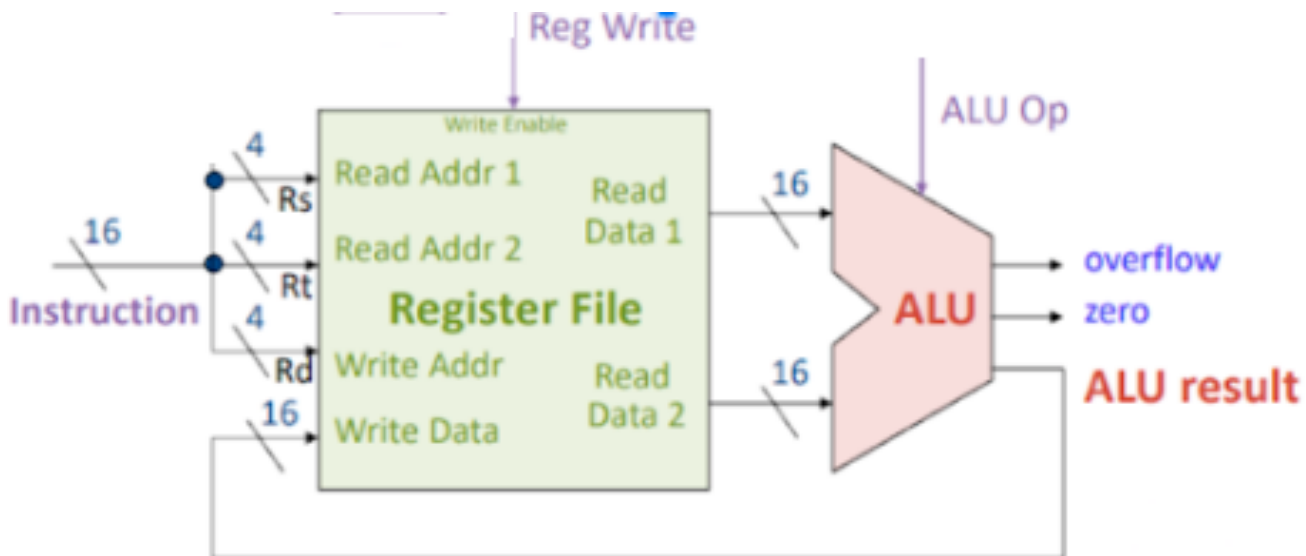 Reg Write
ALU Op
Write Enable
4
Read Addr 1
Rs
Read
Data 1
16
16
4
Read Addr 2
Rt
overflow
Instruction
Register File
ALU
zero
4
Write Addr
Rd
Read
Data 2
16
ALU result
16
Write Data